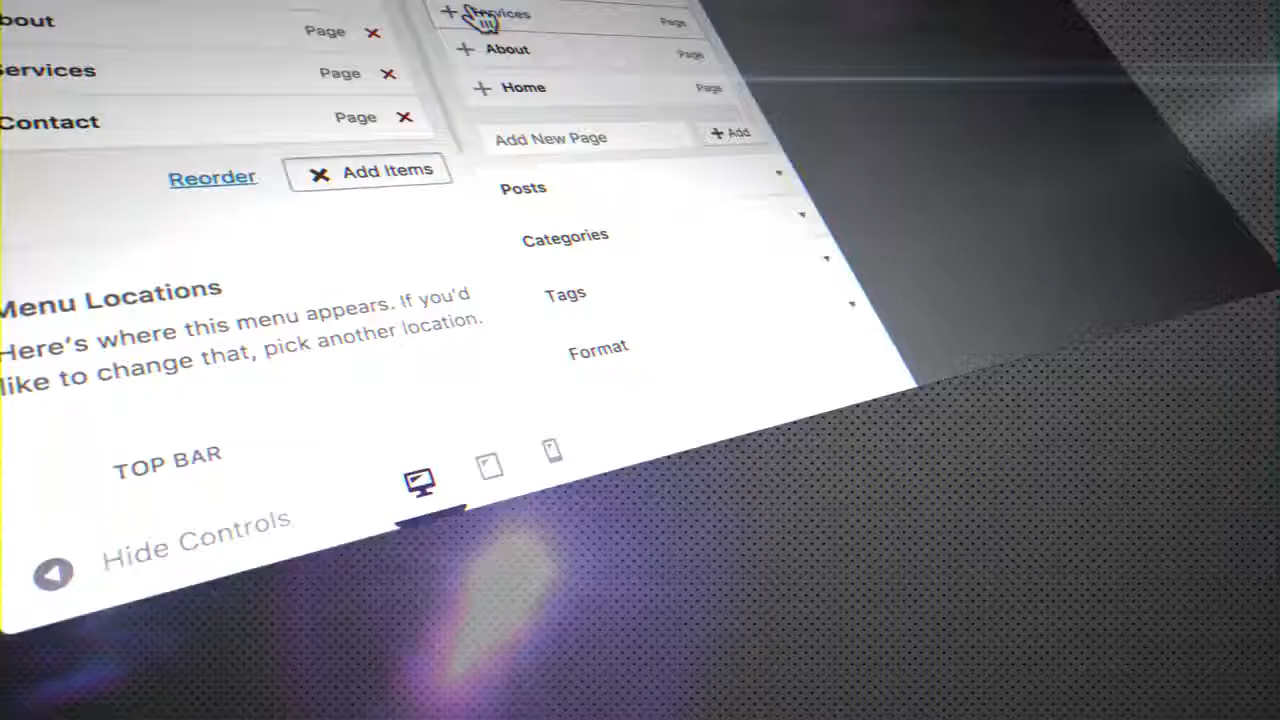 bout
Page
Services
Page
Contact
Page
Reorder
Add Items
Menu Locations
Here's where this menu appears. If you'd
like to change that, pick another location.
TOP BAR
Hide Controls
Services
Page
About
Page
Home
Page
Add New Page
Add
Posts
Categories
Tags
Format